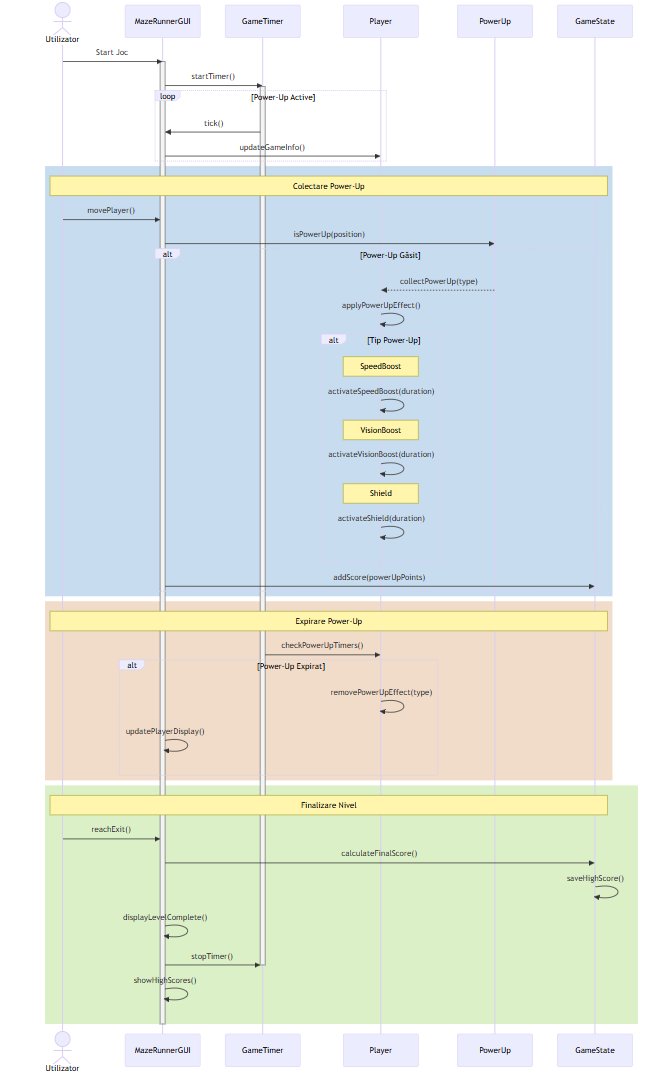 MazeRunnerGUI GameTimer Player PowerUp GameState
Utilizator
Start Joc
startTimer()
loop [Power-Up Active]
tick()
updateGameInfo()
Colectare Power-Up
movePlayer()
isPowerUp(position)
alt [Power-Up Găsit]
collectPowerUp(type)
applyPowerUpEffect()
alt [Tip Power-Up]
SpeedBoost
activateSpeedBoost(duration)
VisionBoost
activateVisionBoost(duration)
Shield
activateShield(duration)
addScore(powerUpPoints)
Expirare Power-Up
checkPowerUpTimers()
alt [Power-Up Expirat]
removePowerUpEffect(type)
updatePlayerDisplay()
Finalizare Nivel
reachExit()
calculateFinalScore()
saveHighScore()
displayLevelComplete()
stopTimer()
showHighScores()
MazeRunnerGUI GameTimer Player PowerUp GameState
Utilizator